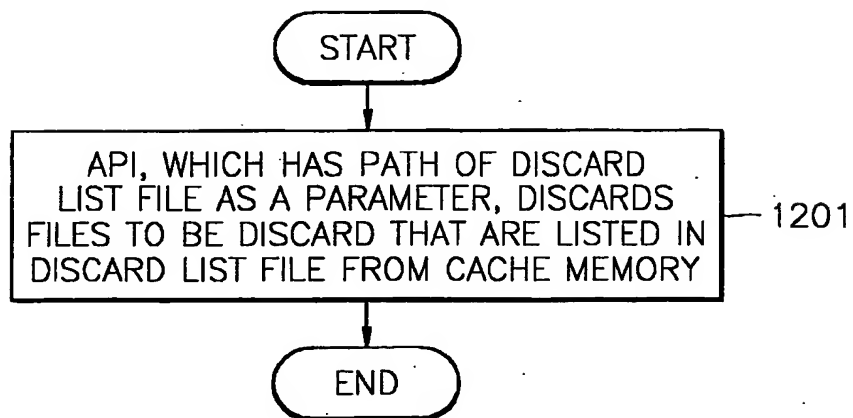 START
API, WHICH HAS PATH OF DISCARD
LIST FILE AS A PARAMETER, DISCARDS
FILES TO BE DISCARD THAT ARE LISTED IN
DISCARD LIST FILE FROM CACHE MEMORY
1201
END